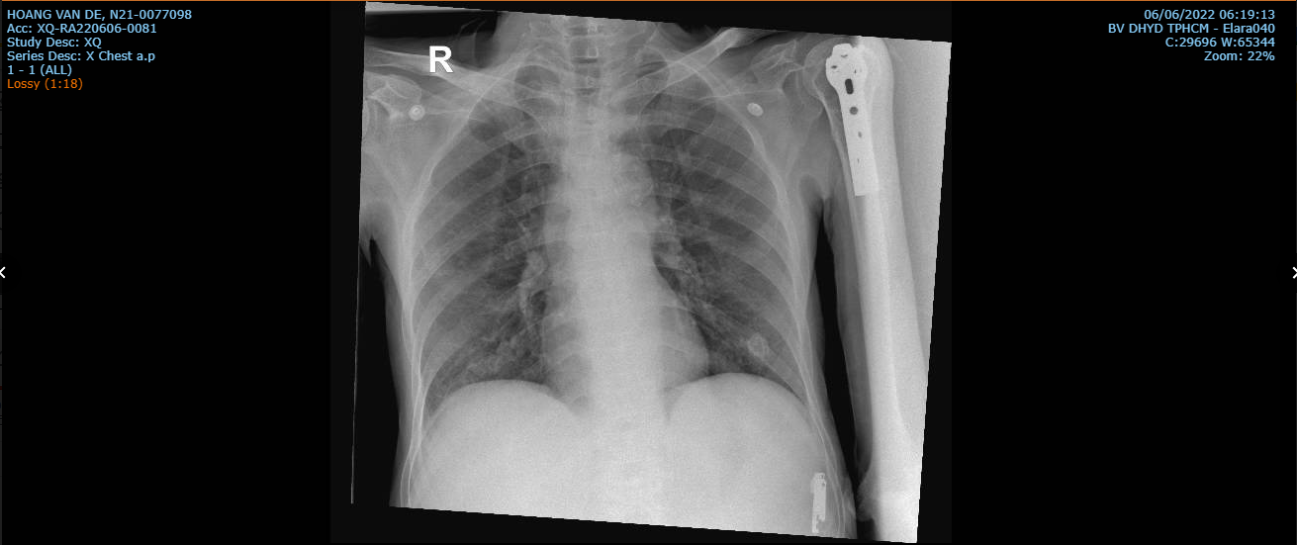 HOANG VAN DE, N21-0077098
Acc: XQ-RA220606-0081
Study Desc: XQ
Series Desc: X Chest a.p
1 - 1 (ALL)
Lossy (1:18)
06/06/2022 06:19:13
BV DHYD TPHCM - Elara040
C:29696 W:65344
Zoom: 22%
R